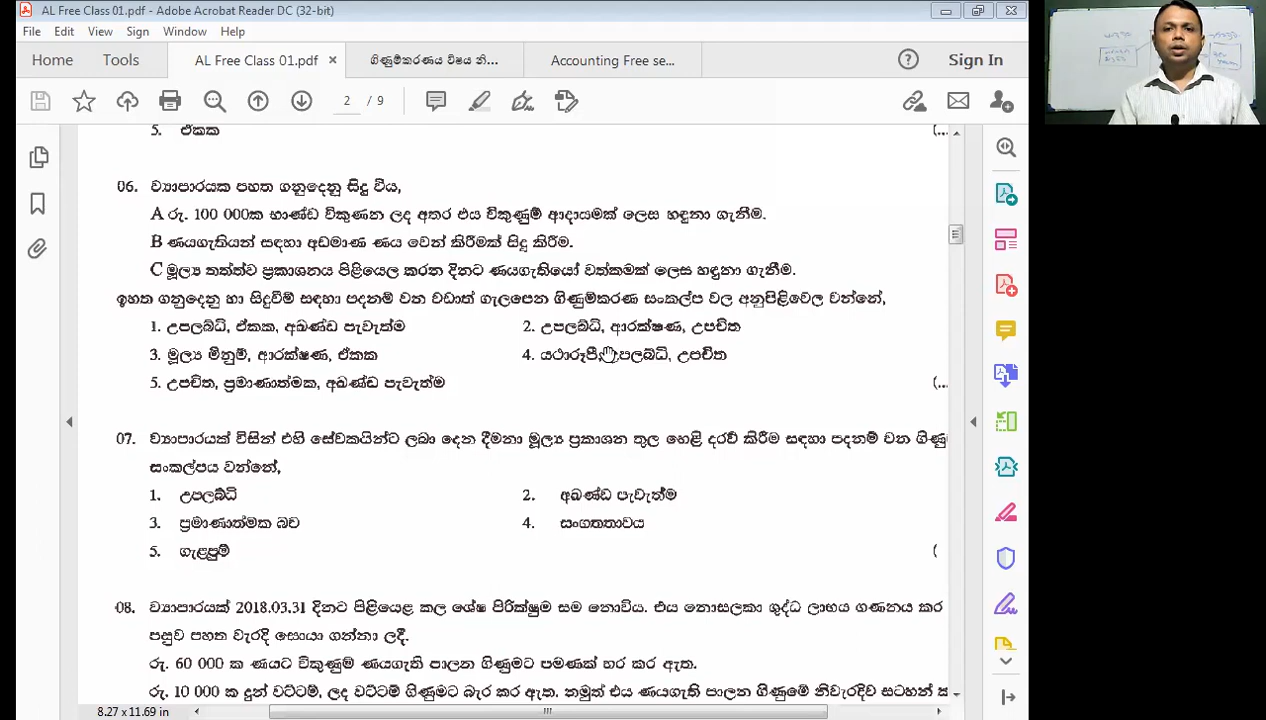 AL Free Class 01.pdf - Adobe Acrobat Reader DC (32-bit)
File Edit View Sign Window Help
Home Tools AL Free Class 01.pdf × ගිණුම්කරණය විෂය නි... Accounting Free se... Sign In
2 / 9
5. ඒකක (...
06. ව්‍යාපාරයක පහත ගනුදෙනු සිදු විය,
A රු. 100 000ක භාණ්ඩ විකුණන ලද අතර එය විකුණුම් ආදායමක් ලෙස හඳුනා ගැනීම.
B ණයගැතියන් සඳහා අඩමාණ ණය වෙන් කිරීමක් සිදු කිරීම.
C මූල්‍ය තත්ත්ව ප්‍රකාශනය පිළියෙල කරන දිනට ණයගැතියෝ වත්කමක් ලෙස හඳුනා ගැනීම.
ඉහත ගනුදෙනු හා සිදුවීම් සඳහා පදනම් වන වඩාත් ගැලපෙන ගිණුම්කරණ සංකල්ප වල අනුපිළිවෙල වන්නේ,
1. උපලබ්ධි, ඒකක, අඛණ්ඩ පැවැත්ම 2. උපලබ්ධි, ආරක්ෂණ, උපචිත
3. මූල්‍ය මිනුම්, ආරක්ෂණ, ඒකක 4. යථාරූපී, උපලබ්ධි, උපචිත
5. උපචිත, ප්‍රමාණාත්මක, අඛණ්ඩ පැවැත්ම (...
07. ව්‍යාපාරයක් විසින් එහි සේවකයින්ට ලබා දෙන දීමනා මූල්‍ය ප්‍රකාශන තුල හෙළි දරව් කිරීම සඳහා පදනම් වන ගිණු
සංකල්පය වන්නේ,
1. උපලබ්ධි 2. අඛණ්ඩ පැවැත්ම
3. ප්‍රමාණාත්මක බව 4. සංගතතාවය
5. ගැළපුම් (
08. ව්‍යාපාරයක් 2018.03.31 දිනට පිළියෙළ කල ශේෂ පිරික්ෂුම සම නොවිය. එය නොසලකා ශුද්ධ ලාභය ගණනය කර
පසුව පහත වැරදි සොයා ගන්නා ලදී.
රු. 60 000 ක ණයට විකුණුම් ණයගැති පාලන ගිණුමට පමණක් හර කර ඇත.
රු. 10 000 ක දුන් වට්ටම්, ලද වට්ටම් ගිණුමට බැර කර ඇත. නමුත් එය ණයගැති පාලන ගිණුමේ නිවැරදිව සටහන් ක
8.27 x 11.69 in